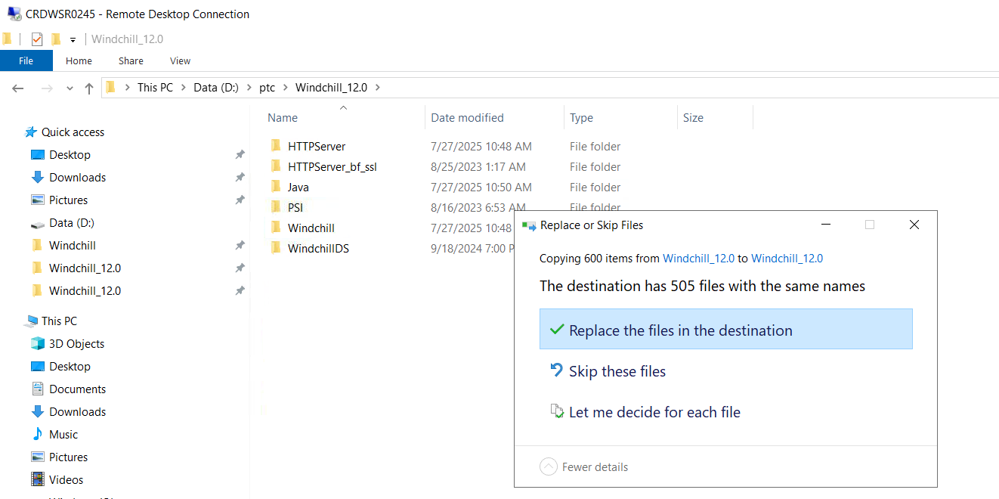 CRDWSR0245 - Remote Desktop Connection
Windchill_12.0
File Home Share View
This PC Data (D:) ptc Windchill_12.0
Name Date modified Type Size
Quick access
Desktop
Downloads
Pictures
Data (D:)
Windchill
Windchill_12.0
Windchill_12.0
This PC
3D Objects
Desktop
Documents
Downloads
Music
Pictures
Videos
HTTPServer 7/27/2025 10:48 AM File folder
HTTPServer_bf_ssl 8/25/2023 1:17 AM File folder
Java 7/27/2025 10:50 AM File folder
PSI 8/16/2023 6:53 AM File folder
Windchill 7/27/2025 10:48
WindchillDS 9/18/2024 7:00 P
Replace or Skip Files
Copying 600 items from Windchill_12.0 to Windchill_12.0
The destination has 505 files with the same names
Replace the files in the destination
Skip these files
Let me decide for each file
Fewer details